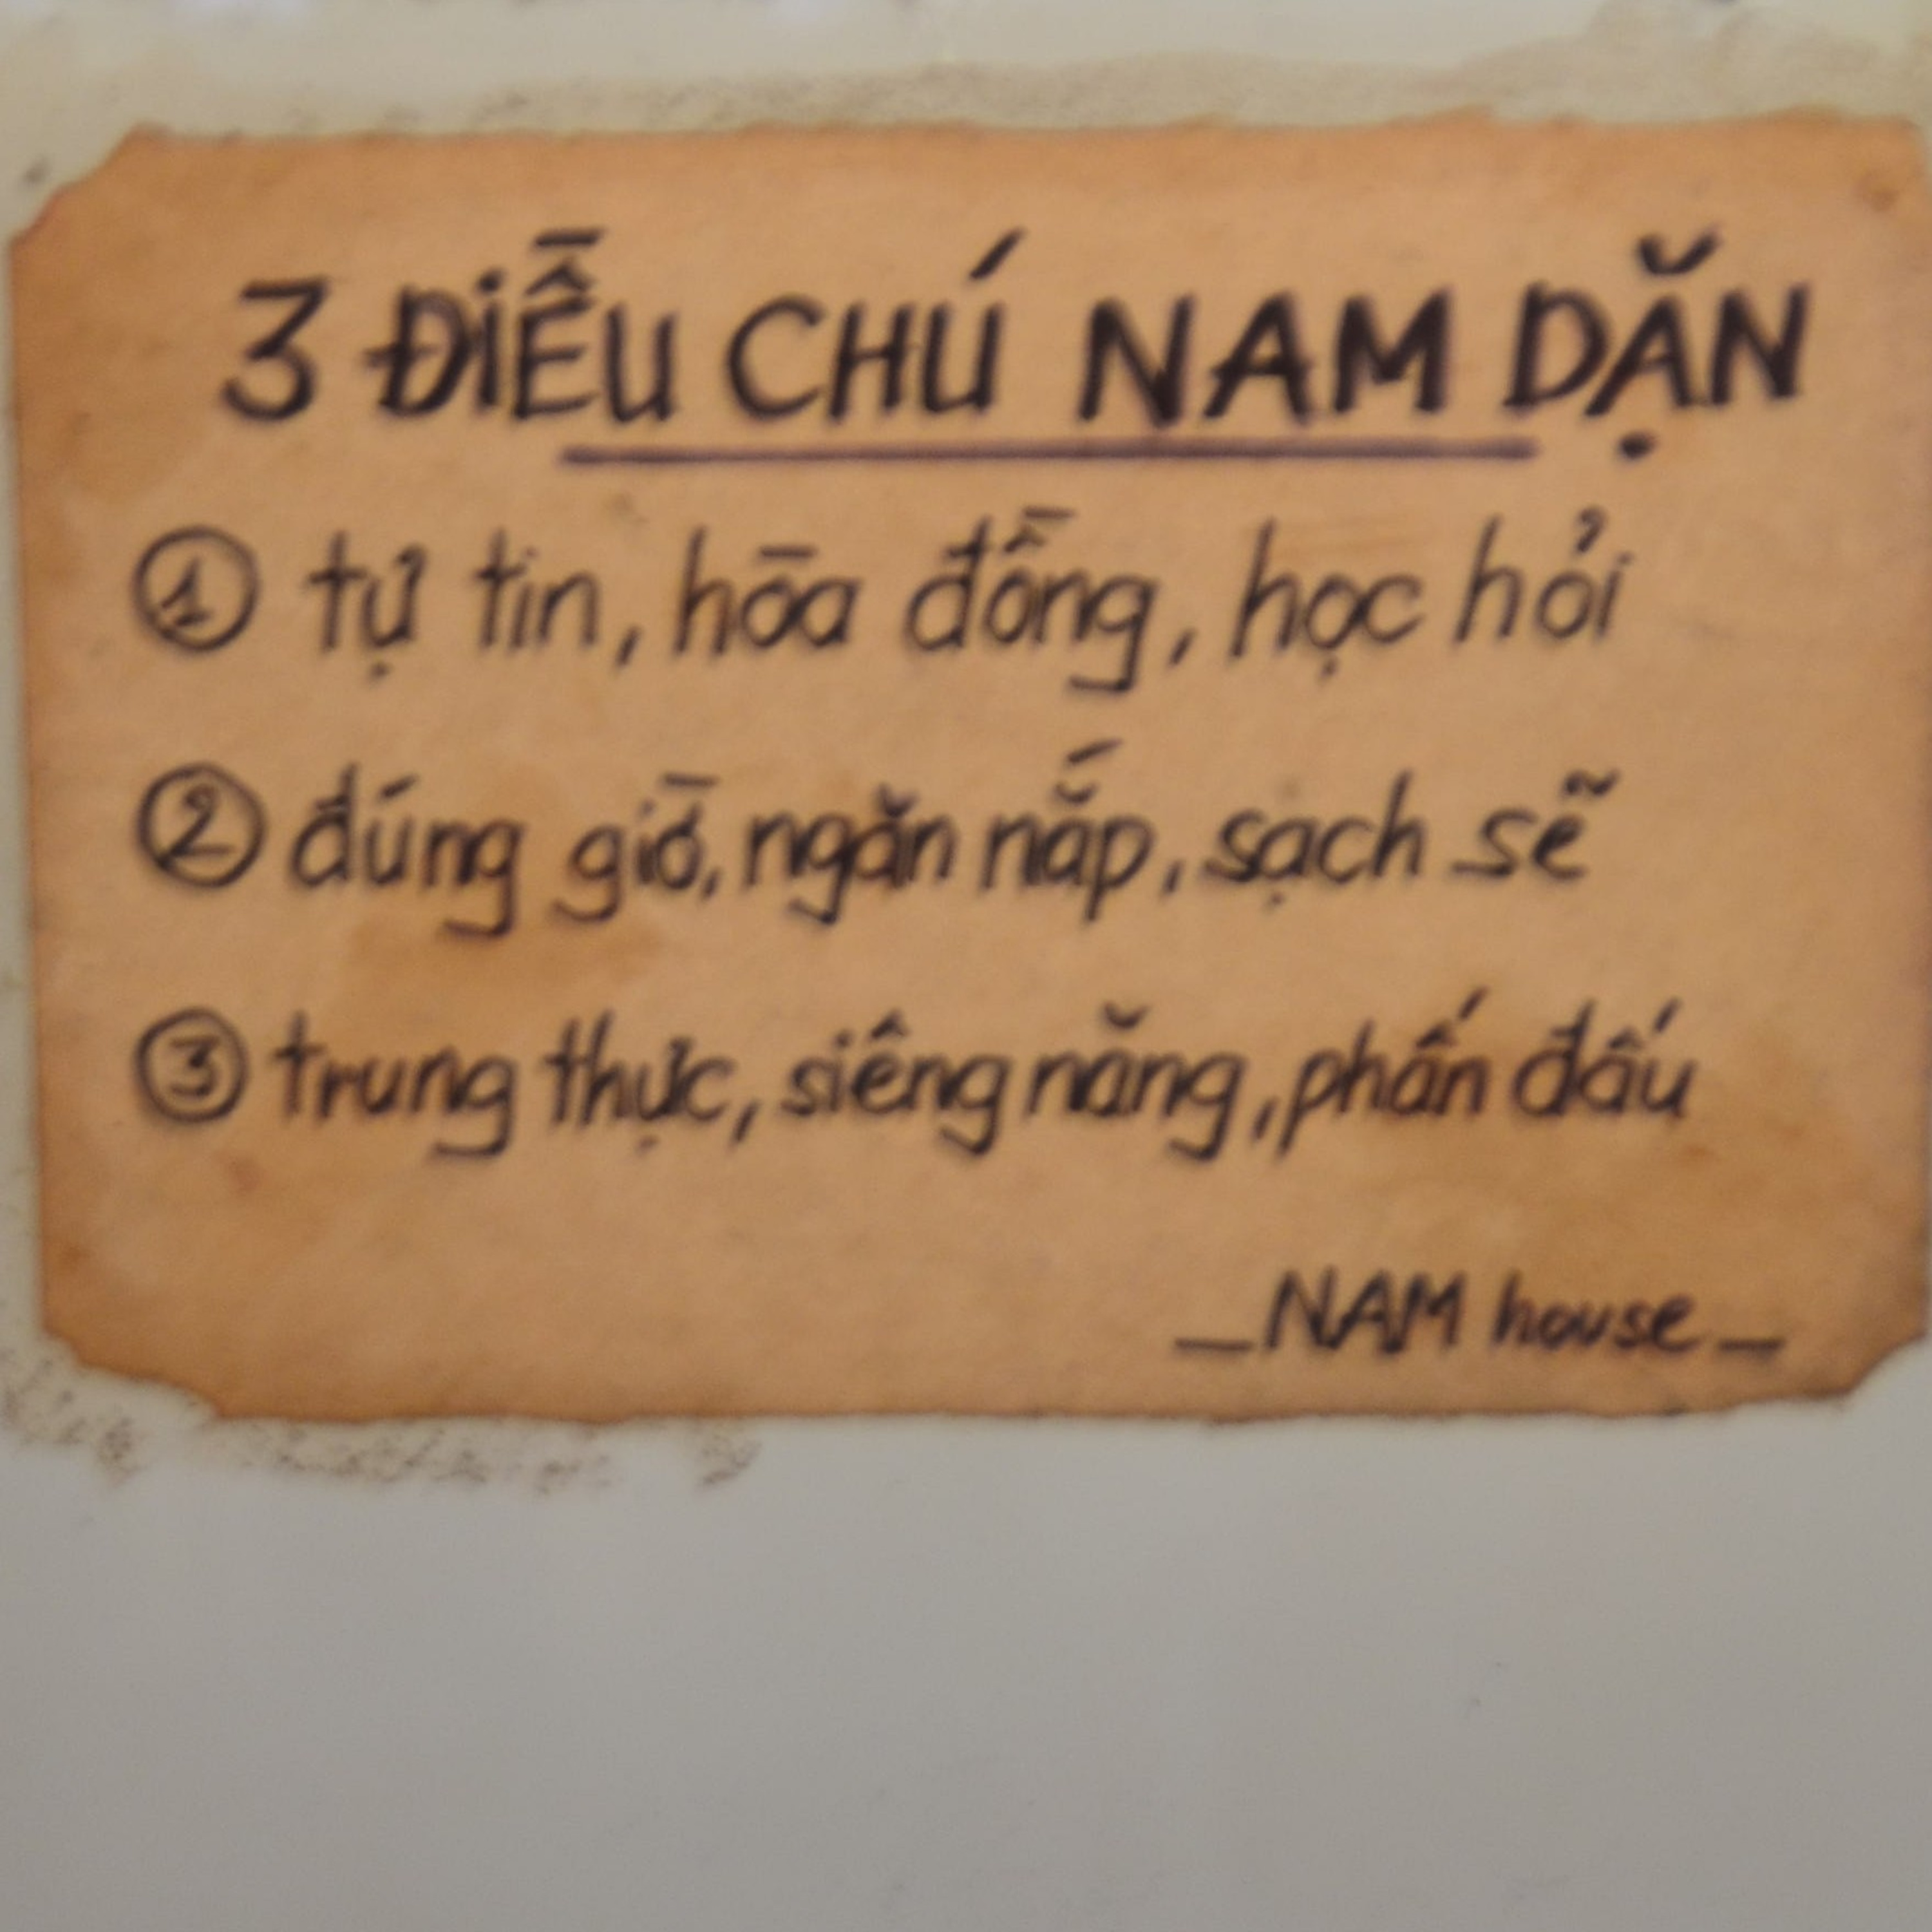 3 ĐiỀU CHÚ NAM DẶN
① tự tin, hòa đồng, học hỏi
② đúng giờ, ngăn nắp, sạch sẽ
③ trung thực, siêng năng, phấn đấu
_NAM house_